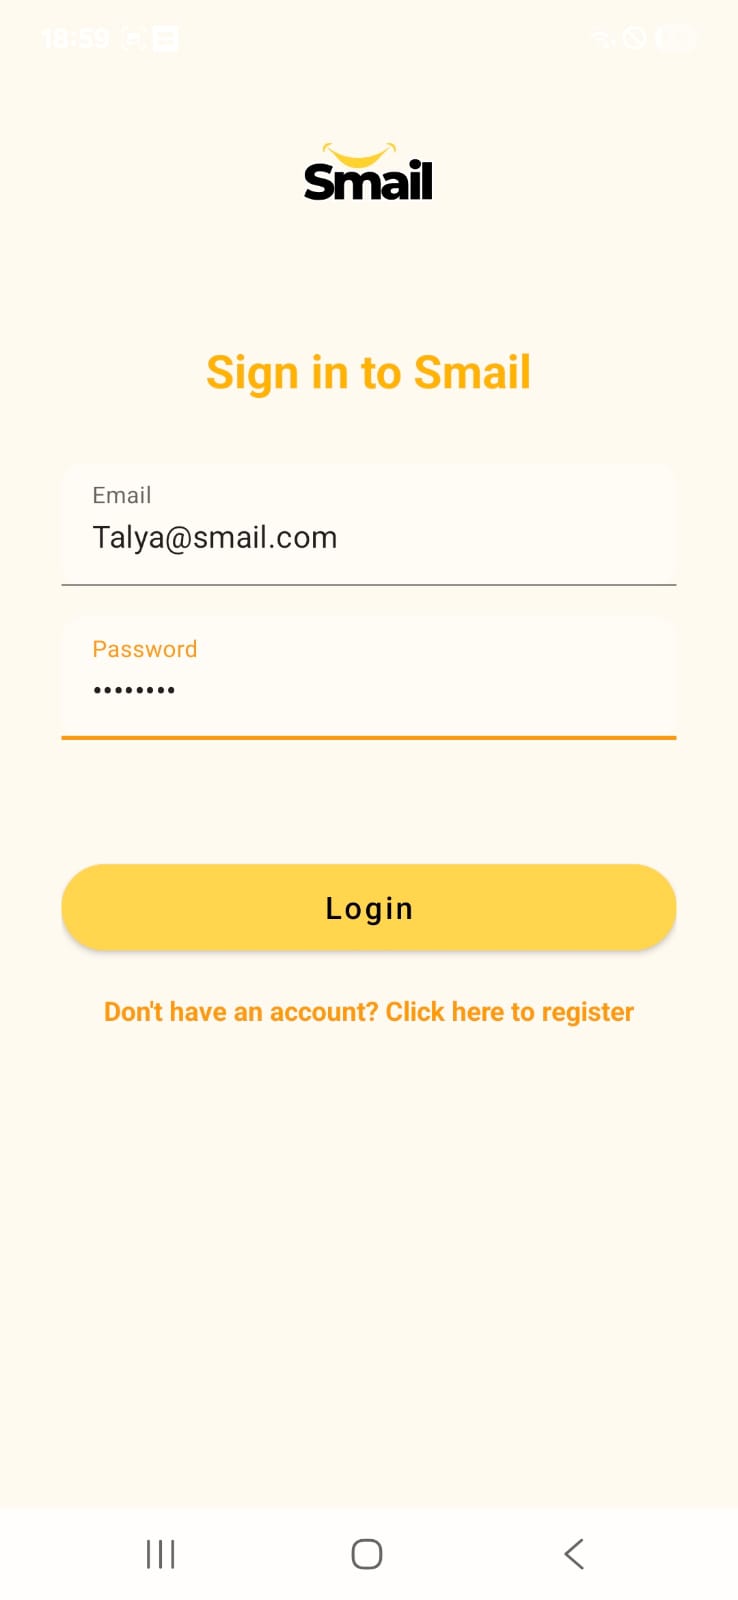 18:59
Smail
Sign in to Smail
Email
Talya@smail.com
Password
••••••••
Login
Don't have an account? Click here to register